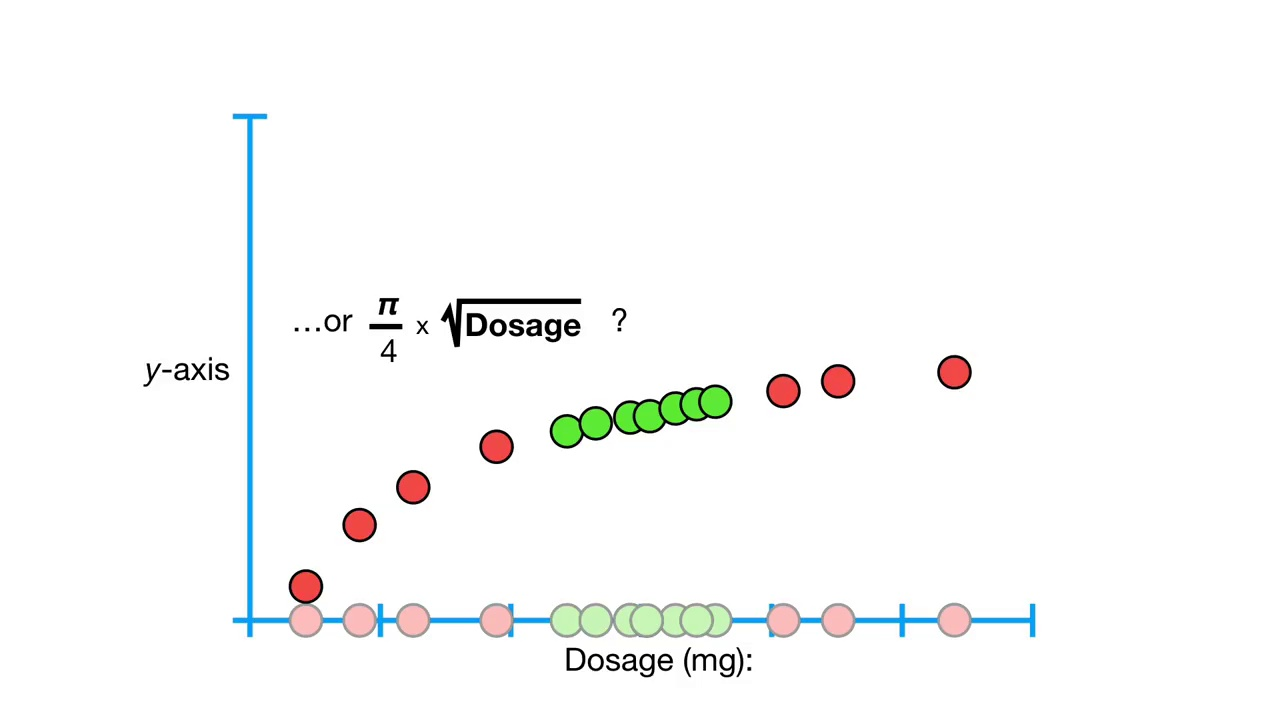 …or π/4 x √Dosage ?
y-axis
Dosage (mg):